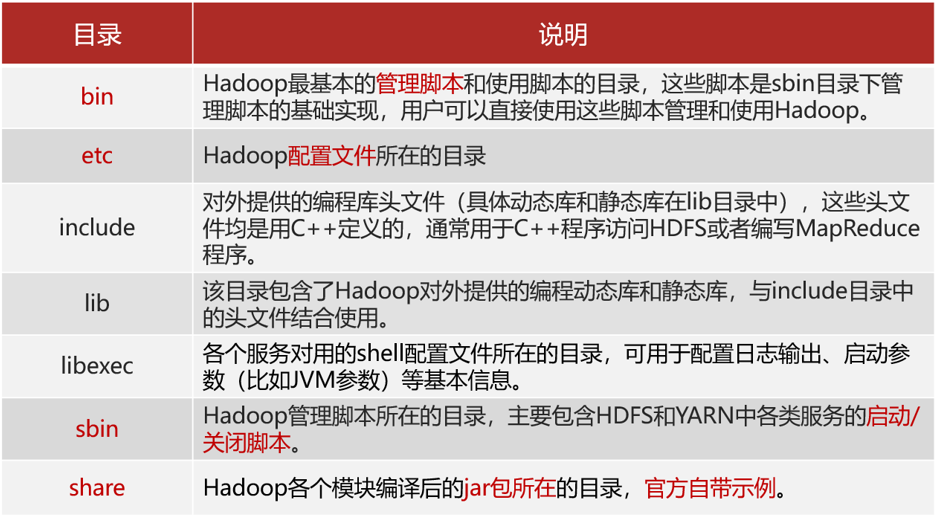 目录 说明
bin
Hadoop最基本的管理脚本和使用脚本的目录，这些脚本是sbin目录下管
理脚本的基础实现，用户可以直接使用这些脚本管理和使用Hadoop。
etc
Hadoop配置文件所在的目录
include
对外提供的编程库头文件（具体动态库和静态库在lib目录中），这些头文
件均是用C++定义的，通常用于C++程序访问HDFS或者编写MapReduce
程序。
lib
该目录包含了Hadoop对外提供的编程动态库和静态库，与include目录中
的头文件结合使用。
libexec
各个服务对用的shell配置文件所在的目录，可用于配置日志输出、启动参
数（比如JVM参数）等基本信息。
sbin
Hadoop管理脚本所在的目录，主要包含HDFS和YARN中各类服务的启动/
关闭脚本。
share
Hadoop各个模块编译后的jar包所在的目录，官方自带示例。